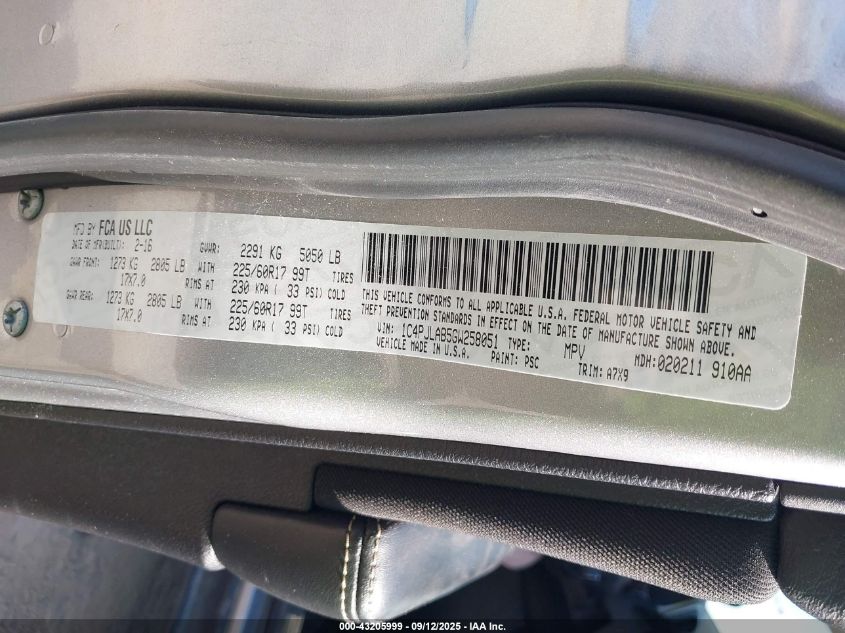 MFD BY FCA US LLC
DATE OF MFR(BUILT): 2-16 GVWR: 2291 KG 5050 LB
GAWR FRONT: 1273 KG 2805 LB WITH 225/60R17 99T TIRES
17X7.0 RIMS AT 230 KPA ( 33 PSI) COLD
GAWR REAR: 1273 KG 2805 LB WITH 225/60R17 99T TIRES
17X7.0 RIMS AT 230 KPA ( 33 PSI) COLD
THIS VEHICLE CONFORMS TO ALL APPLICABLE U.S.A. FEDERAL MOTOR VEHICLE SAFETY AND
THEFT PREVENTION STANDARDS IN EFFECT ON THE DATE OF MANUFACTURE SHOWN ABOVE.
VIN: 1C4PJLAB5GW258051 TYPE: MPV MDH: 020211 910AA
VEHICLE MADE IN U.S.A. PAINT: PSC TRIM: A7X9
000-43205999 - 09/12/2025 - IAA Inc.